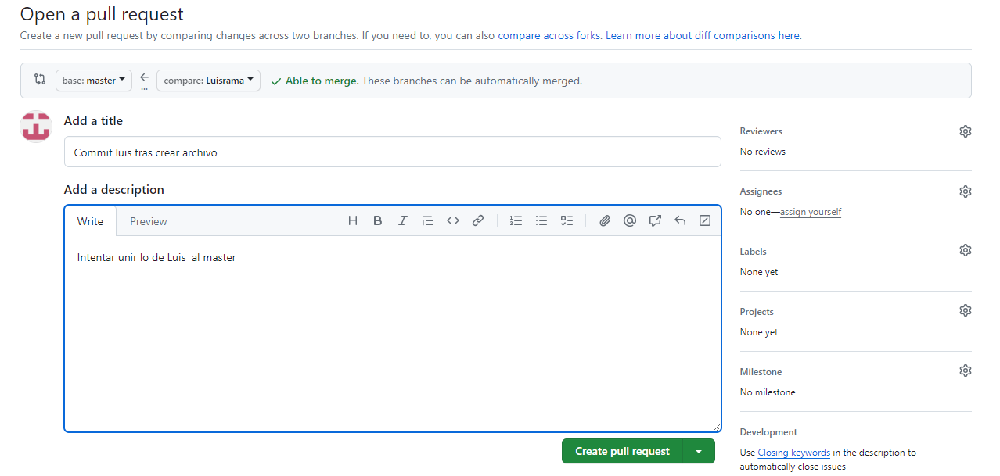 Open a pull request
Create a new pull request by comparing changes across two branches. If you need to, you can also compare across forks. Learn more about diff comparisons here.
base: master
compare: Luisrama
Able to merge. These branches can be automatically merged.
Add a title
Commit luis tras crear archivo
Add a description
Write Preview
Intentar unir lo de Luis al master
Create pull request
Reviewers
No reviews
Assignees
No one—assign yourself
Labels
None yet
Projects
None yet
Milestone
No milestone
Development
Use Closing keywords in the description to
automatically close issues